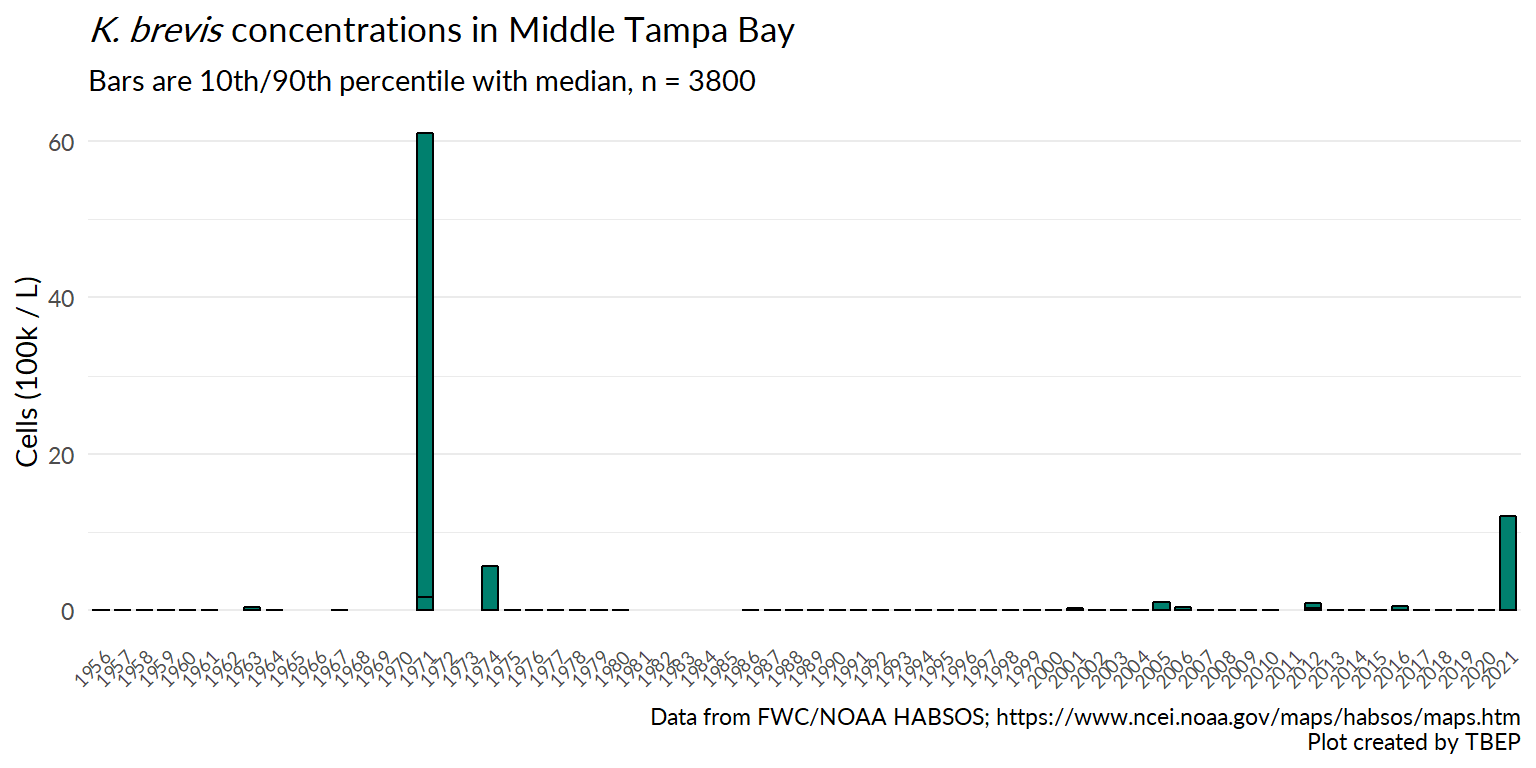 K. brevis concentrations in Middle Tampa Bay
Bars are 10th/90th percentile with median, n = 3800
Cells (100k / L)
60
40
20
0
1956 1957 1958 1959 1960 1961 1962 1963 1964 1965 1966 1967 1968 1969 1970 1971 1972 1973 1974 1975 1976 1977 1978 1979 1980 1981 1982 1983 1984 1985 1986 1987 1988 1989 1990 1991 1992 1993 1994 1995 1996 1997 1998 1999 2000 2001 2002 2003 2004 2005 2006 2007 2008 2009 2010 2011 2012 2013 2014 2015 2016 2017 2018 2019 2020 2021
Data from FWC/NOAA HABSOS; https://www.ncei.noaa.gov/maps/habsos/maps.htm
Plot created by TBEP